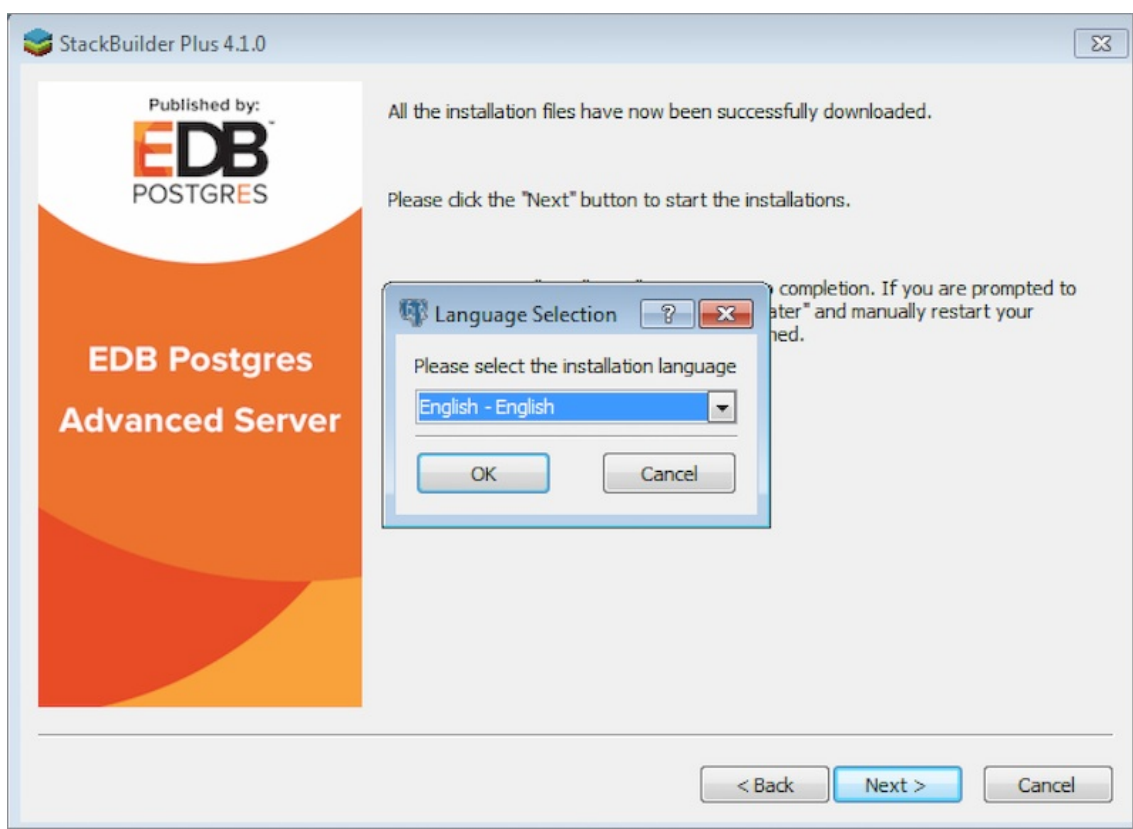 StackBuilder Plus 4.1.0
Published by:
EDB™
POSTGRES
EDB Postgres
Advanced Server
All the installation files have now been successfully downloaded.
Please click the "Next" button to start the installations.
completion. If you are prompted to
ater" and manually restart your
ned.
Language Selection
Please select the installation language
English - English
OK
Cancel
< Back
Next >
Cancel